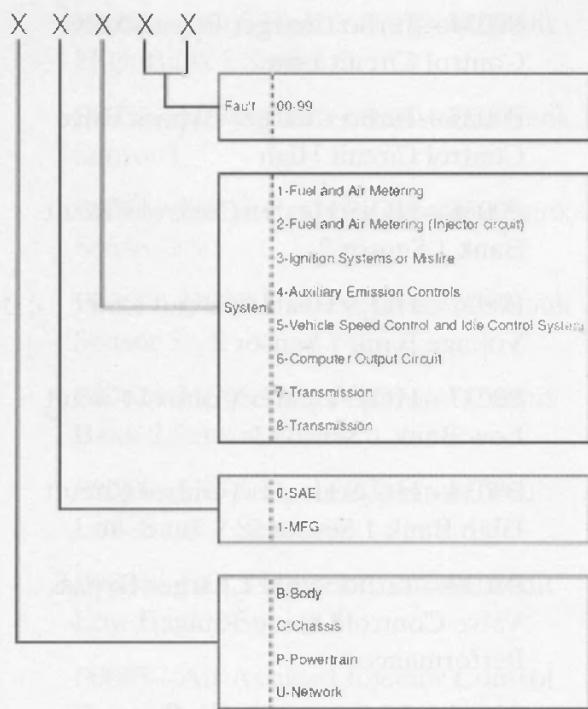 X X X X X
Fault 00-99
1-Fuel and Air Metering
2-Fuel and Air Metering (Injector circuit)
3-Ignition Systems or Misfire
4-Auxiliary Emission Controls
System
5-Vehicle Speed Control and Idle Control System
6-Computer Output Circuit
7-Transmission
8-Transmission
0-SAE
1-MFG
B-Body
C-Chassis
P-Powertrain
U-Network